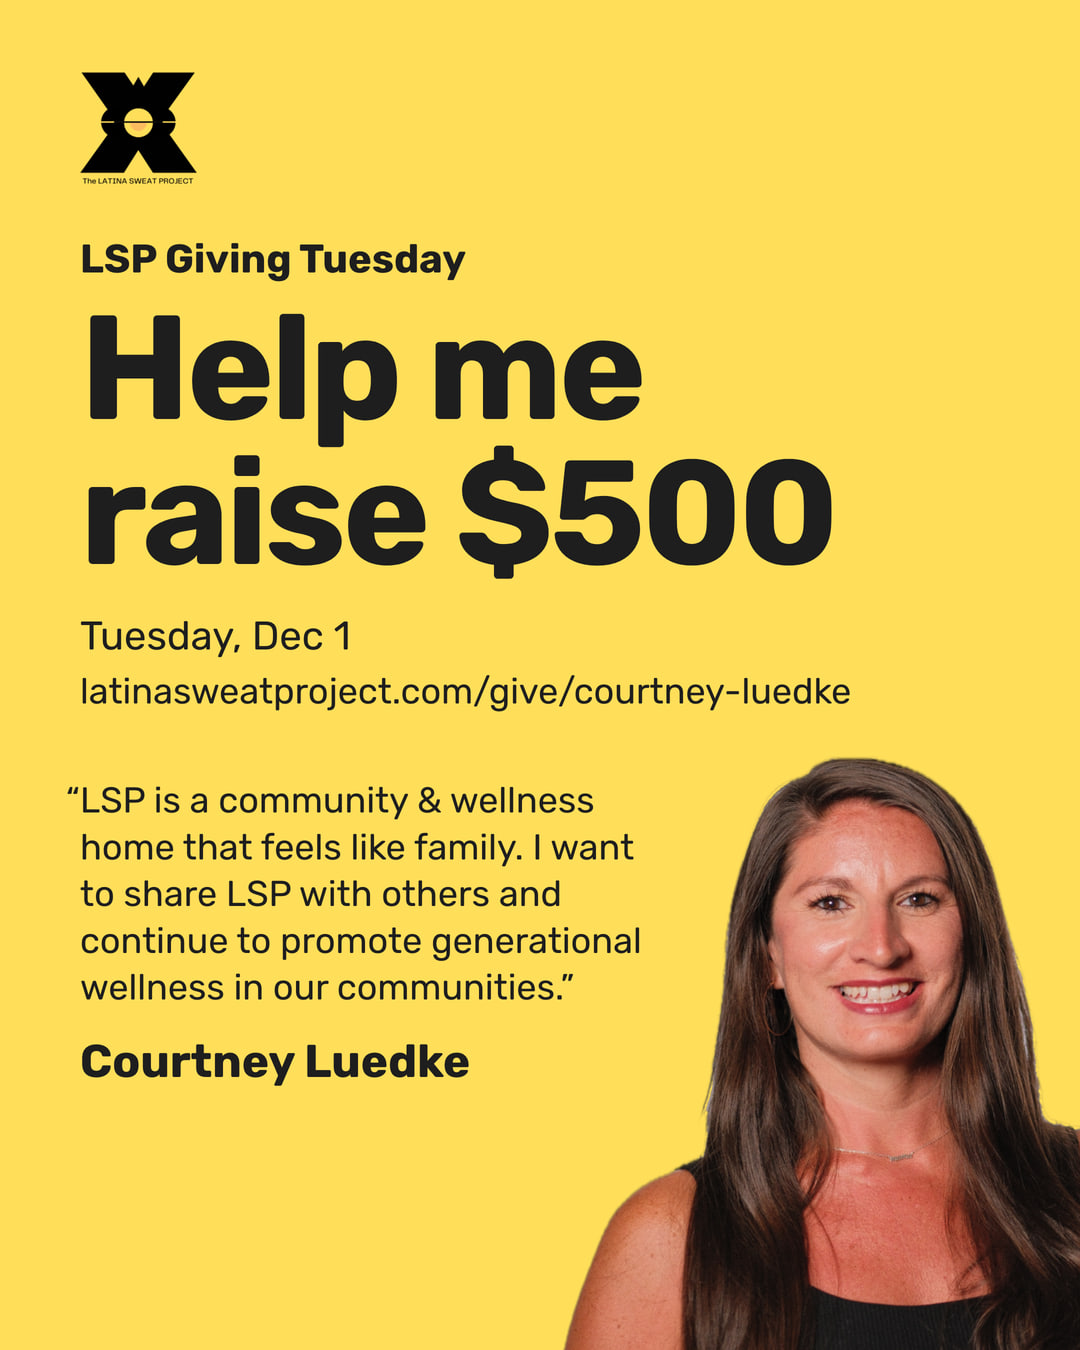 The LATINA SWEAT PROJECT
LSP Giving Tuesday
Help me
raise $500
Tuesday, Dec 1
latinasweatproject.com/give/courtney-luedke
“LSP is a community & wellness
home that feels like family. I want
to share LSP with others and
continue to promote generational
wellness in our communities.”
Courtney Luedke